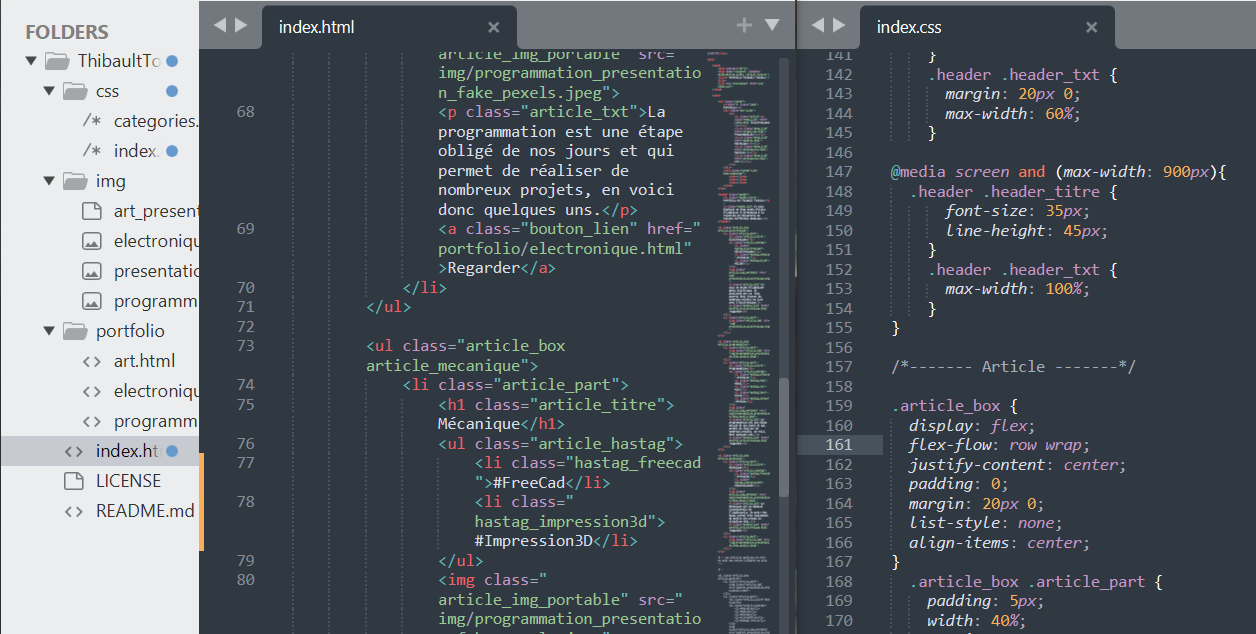 FOLDERS
ThibaultTo
css
/* categories.
/* index.
img
art_present
electroniqu
presentatic
programm
portfolio
<> art.html
<> electroniqu
<> programm
<> index.ht
LICENSE
<> README.md
index.html
article_img_portable" src="
img/programmation_presentatio
n_fake_pexels.jpeg">
68 <p class="article_txt">La
programmation est une étape
obligé de nos jours et qui
permet de réaliser de
nombreux projets, en voici
donc quelques uns.</p>
69 <a class="bouton_lien" href="
portfolio/electronique.html"
>Regarder</a>
70 </li>
71 </ul>
72
73 <ul class="article_box
article_mecanique">
74 <li class="article_part">
75 <h1 class="article_titre">
Mécanique</h1>
76 <ul class="article_hastag">
77 <li class="hastag_freecad
">#FreeCad</li>
78 <li class="
hastag_impression3d">
#Impression3D</li>
79 </ul>
80 <img class="
article_img_portable" src="
img/programmation_presentatio
index.css
141 }
142 .header .header_txt {
143 margin: 20px 0;
144 max-width: 60%;
145 }
146
147 @media screen and (max-width: 900px){
148 .header .header_titre {
149 font-size: 35px;
150 line-height: 45px;
151 }
152 .header .header_txt {
153 max-width: 100%;
154 }
155 }
156
157 /*------- Article -------*/
158
159 .article_box {
160 display: flex;
161 flex-flow: row wrap;
162 justify-content: center;
163 padding: 0;
164 margin: 20px 0;
165 list-style: none;
166 align-items: center;
167 }
168 .article_box .article_part {
169 padding: 5px;
170 width: 40%;